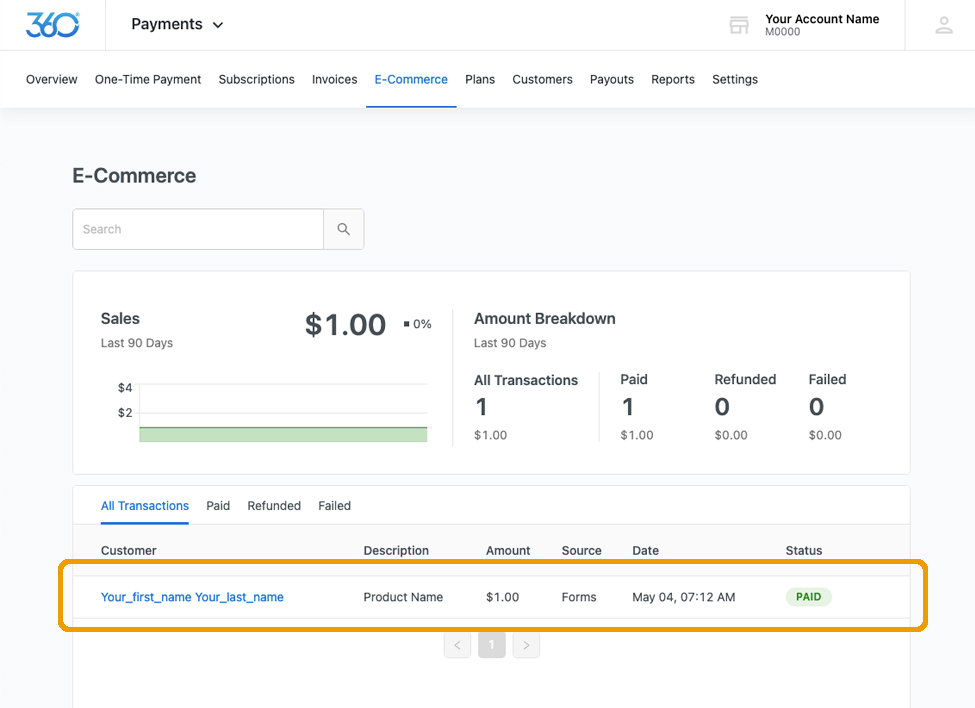 360
Payments
Your Account Name
M0000
Overview One-Time Payment Subscriptions Invoices E-Commerce Plans Customers Payouts Reports Settings
E-Commerce
Search
Sales
Last 90 Days
$1.00
0%
$4
$2
Amount Breakdown
Last 90 Days
All Transactions Paid Refunded Failed
1 1 0 0
$1.00 $1.00 $0.00 $0.00
All Transactions Paid Refunded Failed
Customer Description Amount Source Date Status
Your_first_name Your_last_name Product Name $1.00 Forms May 04, 07:12 AM PAID
< 1 >